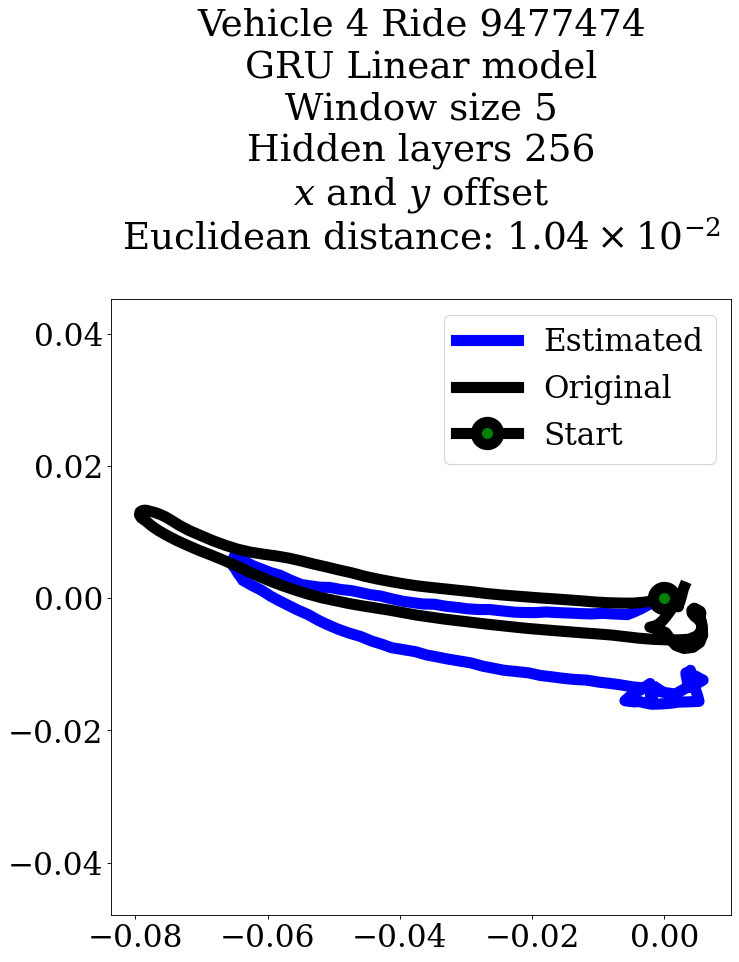 Vehicle 4 Ride 9477474
GRU Linear model
Window size 5
Hidden layers 256
x and y offset
Euclidean distance: 1.04 × 10⁻²
Estimated
Original
Start
0.04
0.02
0.00
−0.02
−0.04
−0.08
−0.06
−0.04
−0.02
0.00